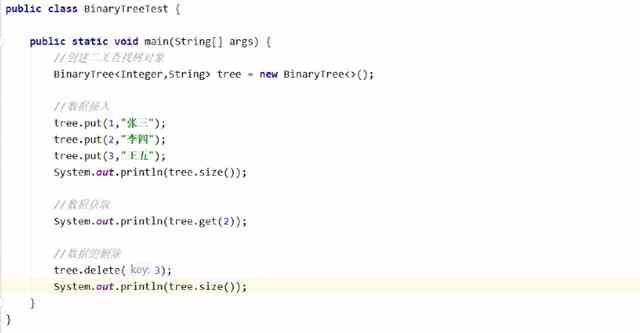 public class BinaryTreeTest {
public static void main(String[] args) {
//创建二叉查找树对象
BinaryTree<Integer,String> tree = new BinaryTree<>();
//数据插入
tree.put(1,"张三");
tree.put(2,"李四");
tree.put(3,"王五");
System.out.println(tree.size());
//数据获取
System.out.println(tree.get(2));
//数据的删除
tree.delete( key: 3);
System.out.println(tree.size());
}
}